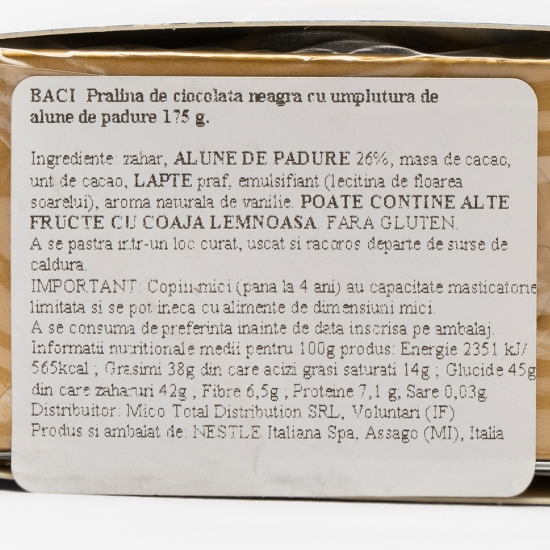 BACI Pralina de ciocolata neagra cu umplutura de
alune de padure 175 g.
Ingrediente: zahar, ALUNE DE PADURE 26%, masa de cacao,
unt de cacao, LAPTE praf, emulsifiant (lecitina de floarea
soarelui), aroma naturala de vanilie. POATE CONTINE ALTE
FRUCTE CU COAJA LEMNOASA. FARA GLUTEN.
A se pastra intr-un loc curat, uscat si racoros departe de surse de
caldura.
IMPORTANT: Copiii mici (pana la 4 ani) au capacitate masticatorie
limitata si se pot ineca cu alimente de dimensiuni mici.
A se consuma de preferinta inainte de data inscrisa pe ambalaj.
Informatii nutritionale medii pentru 100g produs: Energie 2351 kJ/
565kcal ; Grasimi 38g din care acizi grasi saturati 14g ; Glucide 45g
din care zaharuri 42g ; Fibre 6,5g ; Proteine 7,1 g, Sare 0,03g
Distribuitor: Mico Total Distribution SRL, Voluntari (IF)
Produs si ambalat de: NESTLE Italiana Spa, Assago (MI), Italia